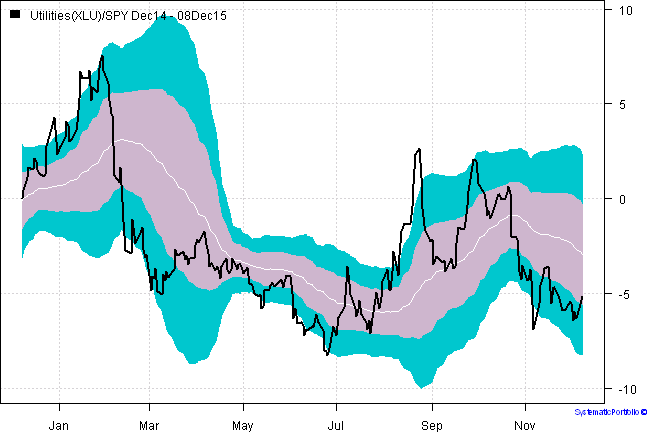 Utilities(XLU)/SPY Dec14 - 08Dec15
10
5
0
-5
-10
Jan Mar May Jul Sep Nov
SystematicPortfolio ©